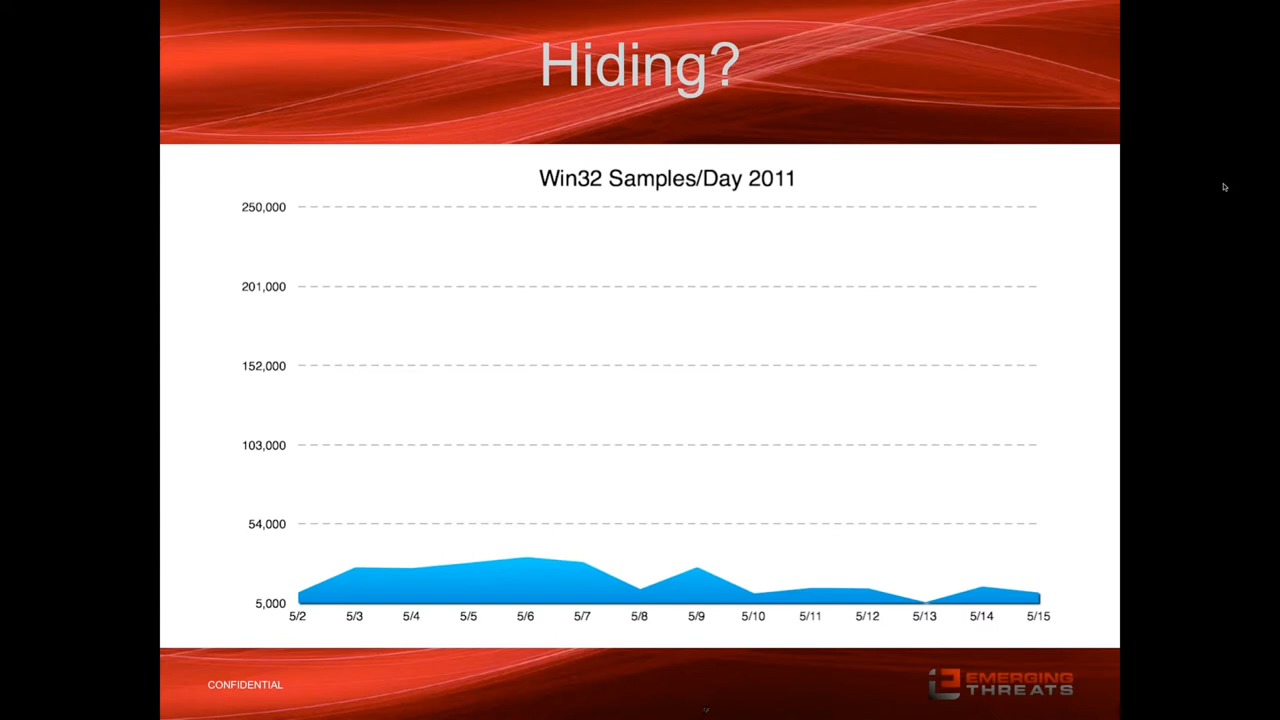 Hiding?
Win32 Samples/Day 2011
250,000
201,000
152,000
103,000
54,000
5,000
5/2 5/3 5/4 5/5 5/6 5/7 5/8 5/9 5/10 5/11 5/12 5/13 5/14 5/15
CONFIDENTIAL
EMERGING
THREATS